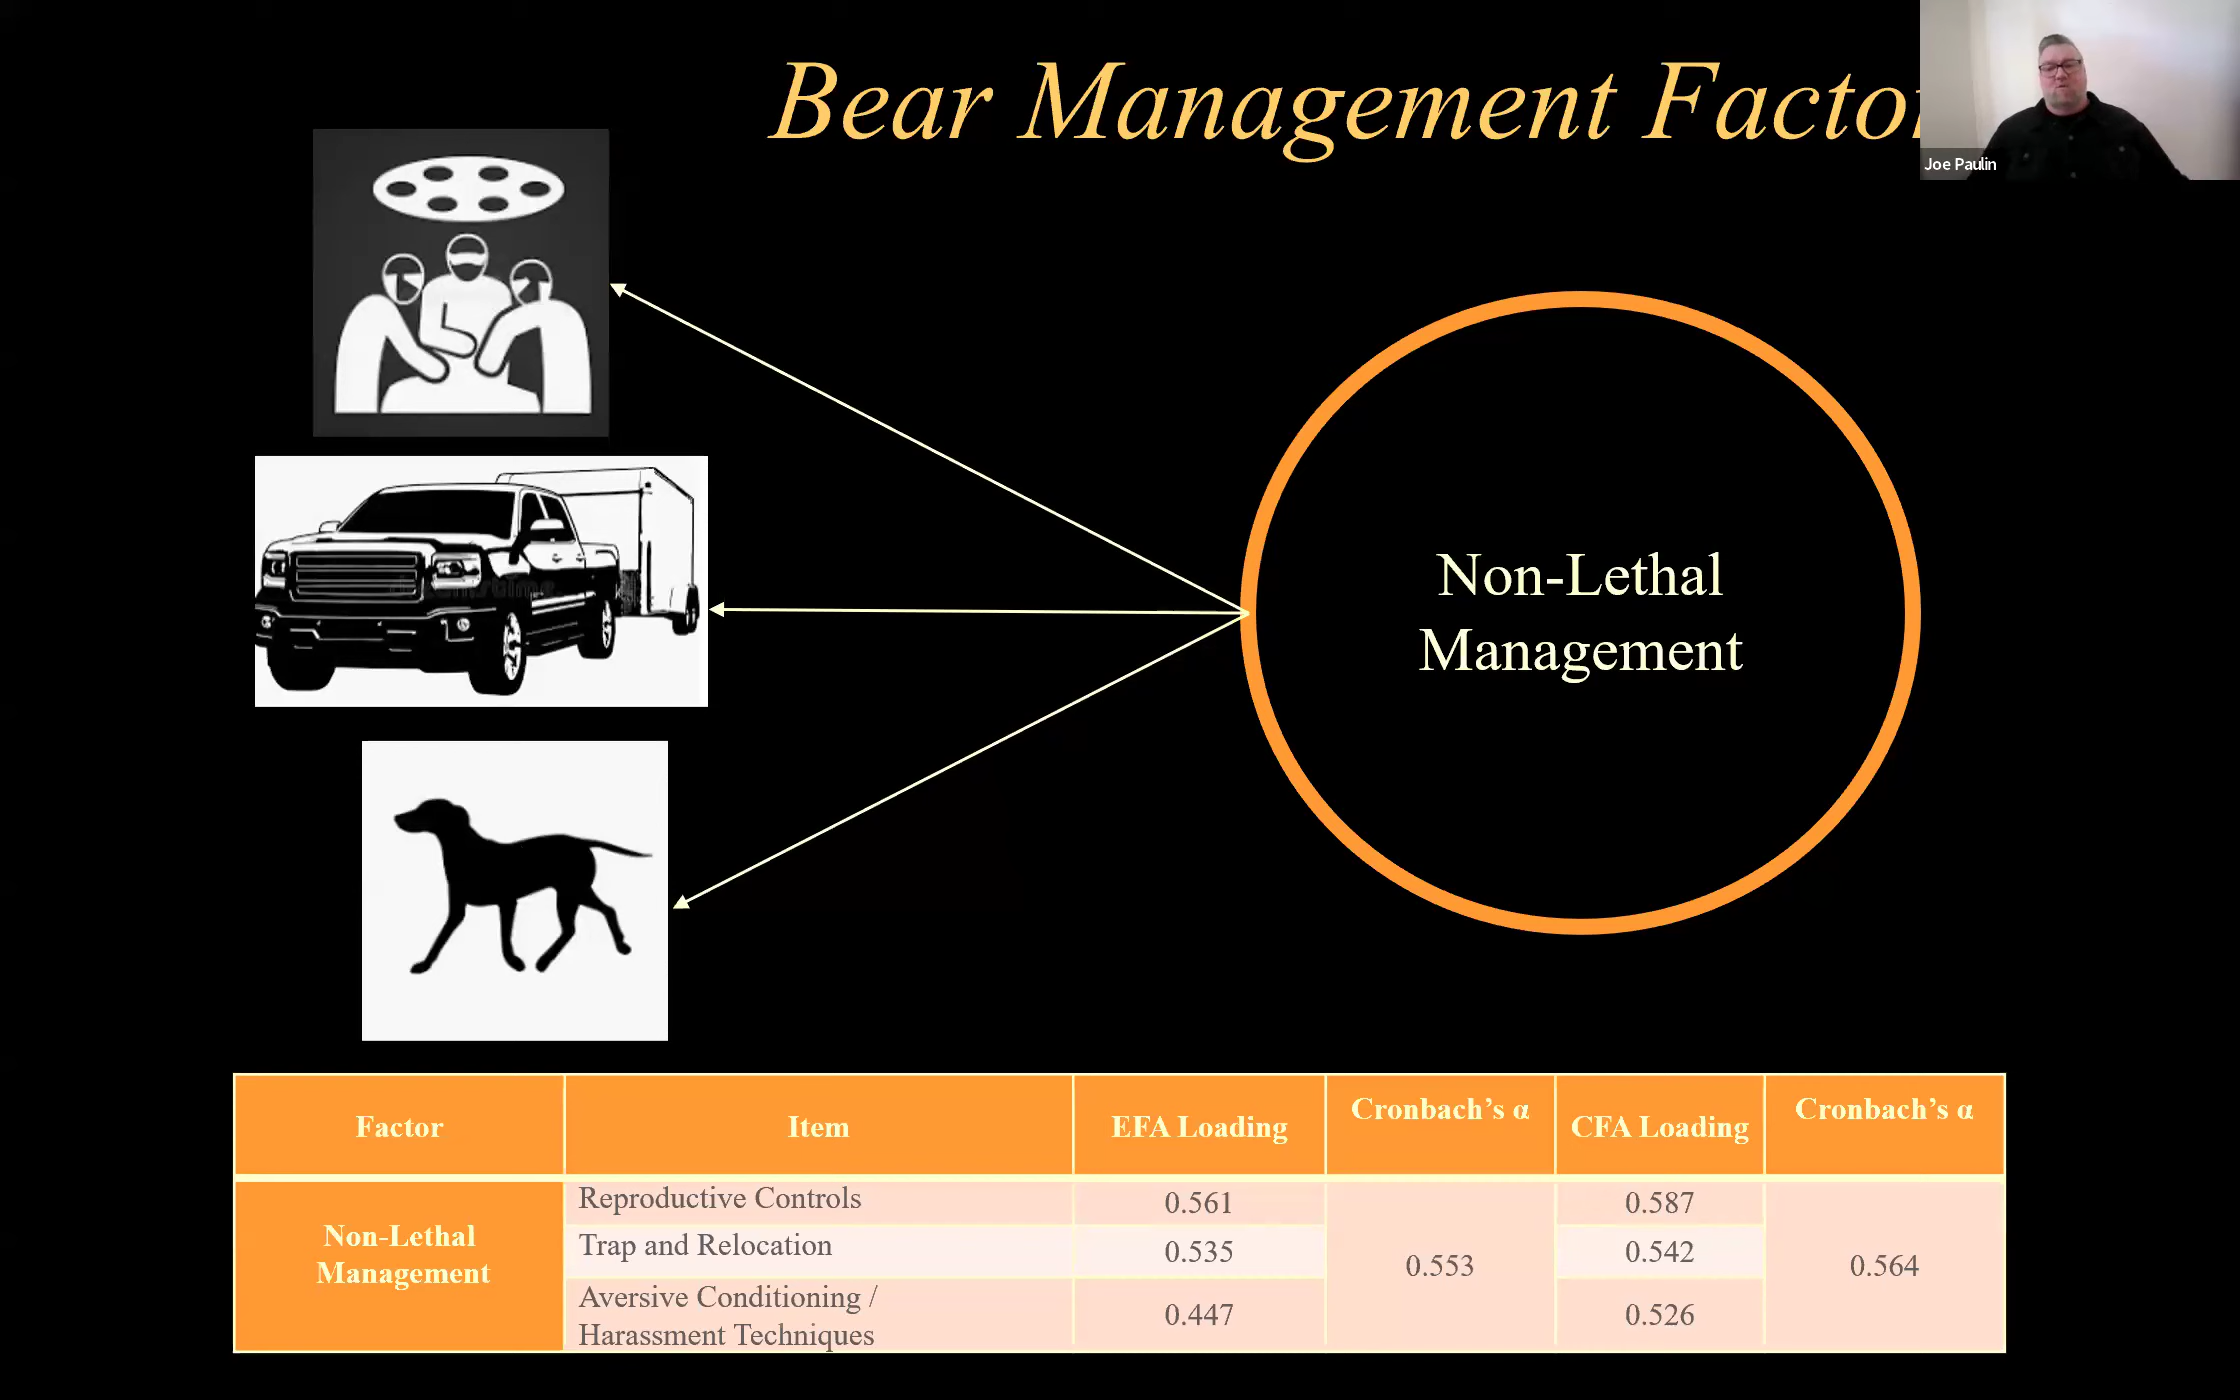 Bear Management Facto
Joe Paulin
Non-Lethal
Management
Factor
Item
EFA Loading
Cronbach’s α
CFA Loading
Cronbach’s α
Non-Lethal
Management
Reproductive Controls
0.561
0.553
0.587
0.564
Trap and Relocation
0.535
0.542
Aversive Conditioning /
Harassment Techniques
0.447
0.526